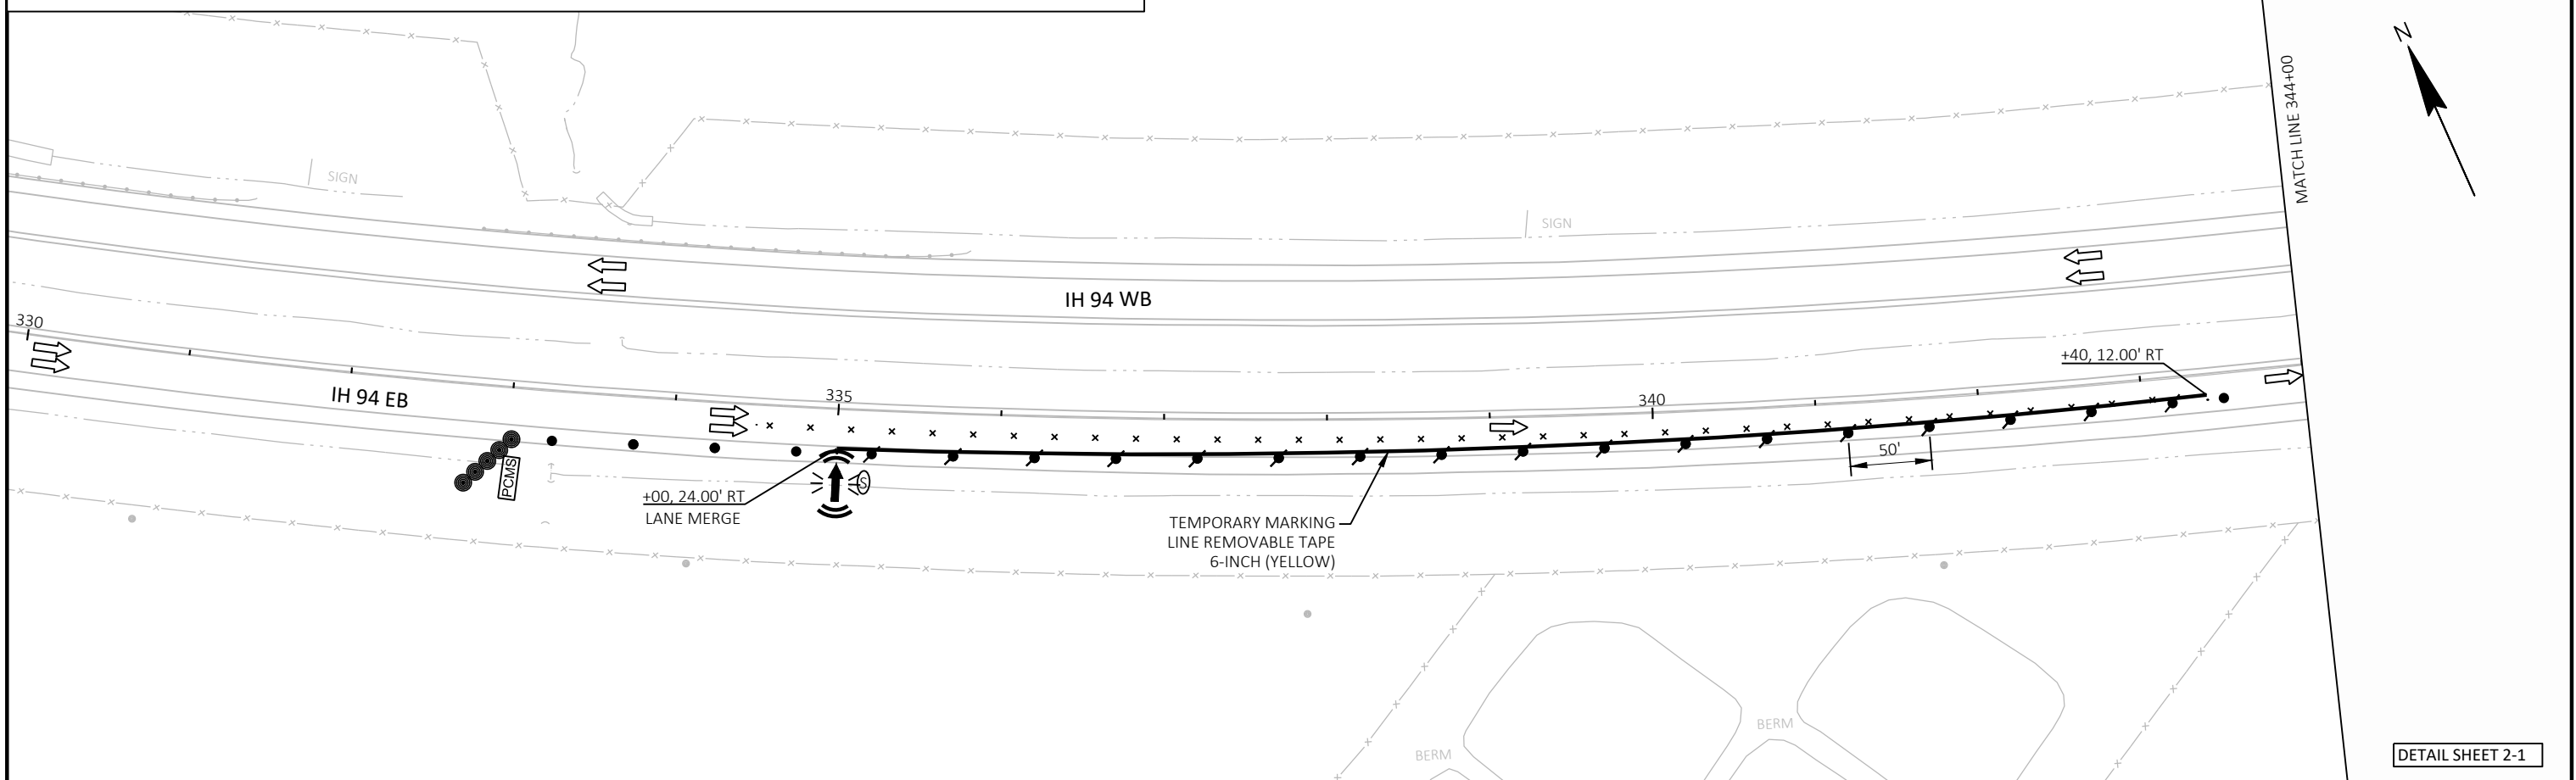 N
MATCH LINE 344+00
SIGN
SIGN
IH 94 WB
330
+40, 12.00' RT
335
340
IH 94 EB
50'
PCMS
S
+00, 24.00' RT
LANE MERGE
TEMPORARY MARKING
LINE REMOVABLE TAPE
6-INCH (YELLOW)
BERM
BERM
DETAIL SHEET 2-1